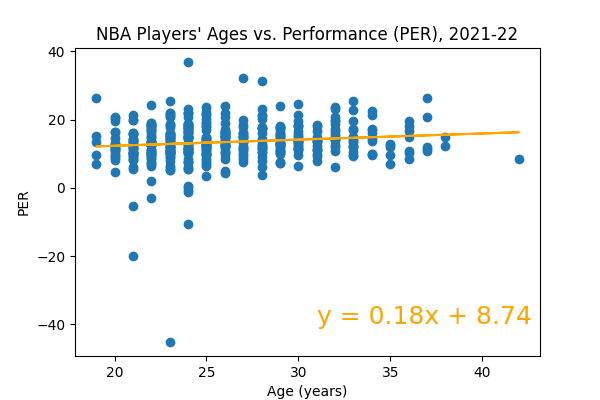 NBA Players' Ages vs. Performance (PER), 2021-22
40
20
0
−20
−40
PER
y = 0.18x + 8.74
20 25 30 35 40
Age (years)